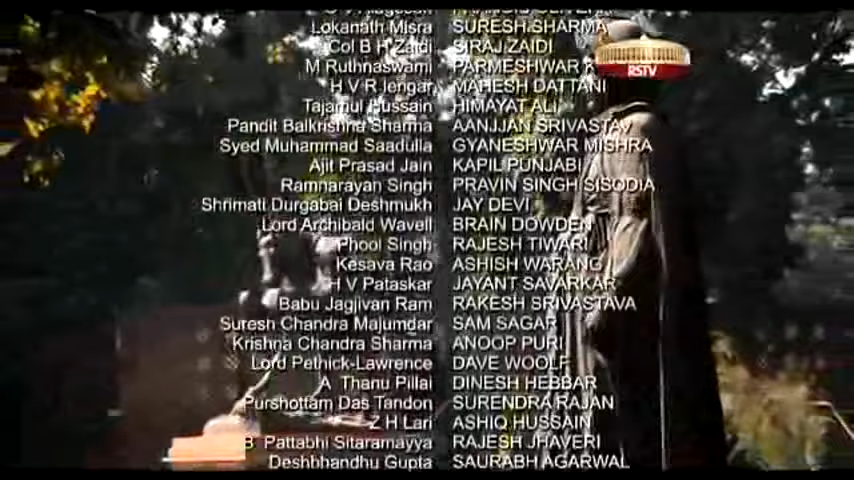 Lokanath Misra SURESH SHARMA
Col B H Zaidi SIRAJ ZAIDI
M Ruthnaswami PARMESHWAR
RSTV
H V R Iengar MAHESH DATTANI
Tajamul Hussain HIMAYAT ALI
Pandit Balkrishna Sharma AANJJAN SRIVASTAV
Syed Muhammad Saadulla GYANESHWAR MISHRA
Ajit Prasad Jain KAPIL PUNJABI
Ramnarayan Singh PRAVIN SINGH SISODIA
Shrimati Durgabai Deshmukh JAY DEVI
Lord Archibald Wavell BRAIN DOWDEN
Phool Singh RAJESH TIWARI
Kesava Rao ASHISH WARANG
H V Pataskar JAYANT SAVARKAR
Babu Jagjivan Ram RAKESH SRIVASTAVA
Suresh Chandra Majumdar SAM SAGAR
Krishna Chandra Sharma ANOOP PURI
Lord Pethick-Lawrence DAVE WOOLF
A Thanu Pillai DINESH HEBBAR
Purshottam Das Tandon SURENDRA RAJAN
Z H Lari ASHIQ HUSSAIN
B Pattabhi Sitaramayya RAJESH JHAVERI
Deshbhandhu Gupta SAURABH AGARWAL